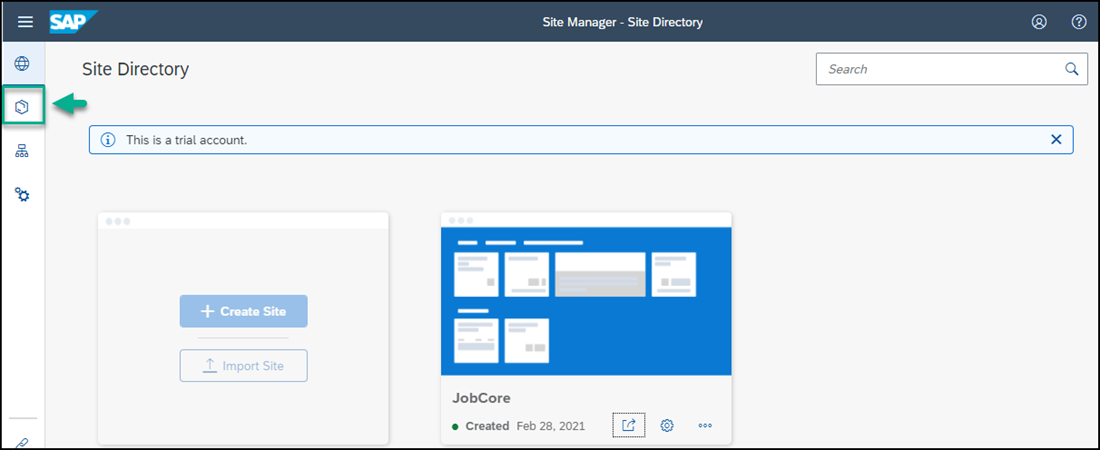 SAP
Site Manager - Site Directory
Site Directory
Search
This is a trial account.
+ Create Site
Import Site
JobCore
Created Feb 28, 2021